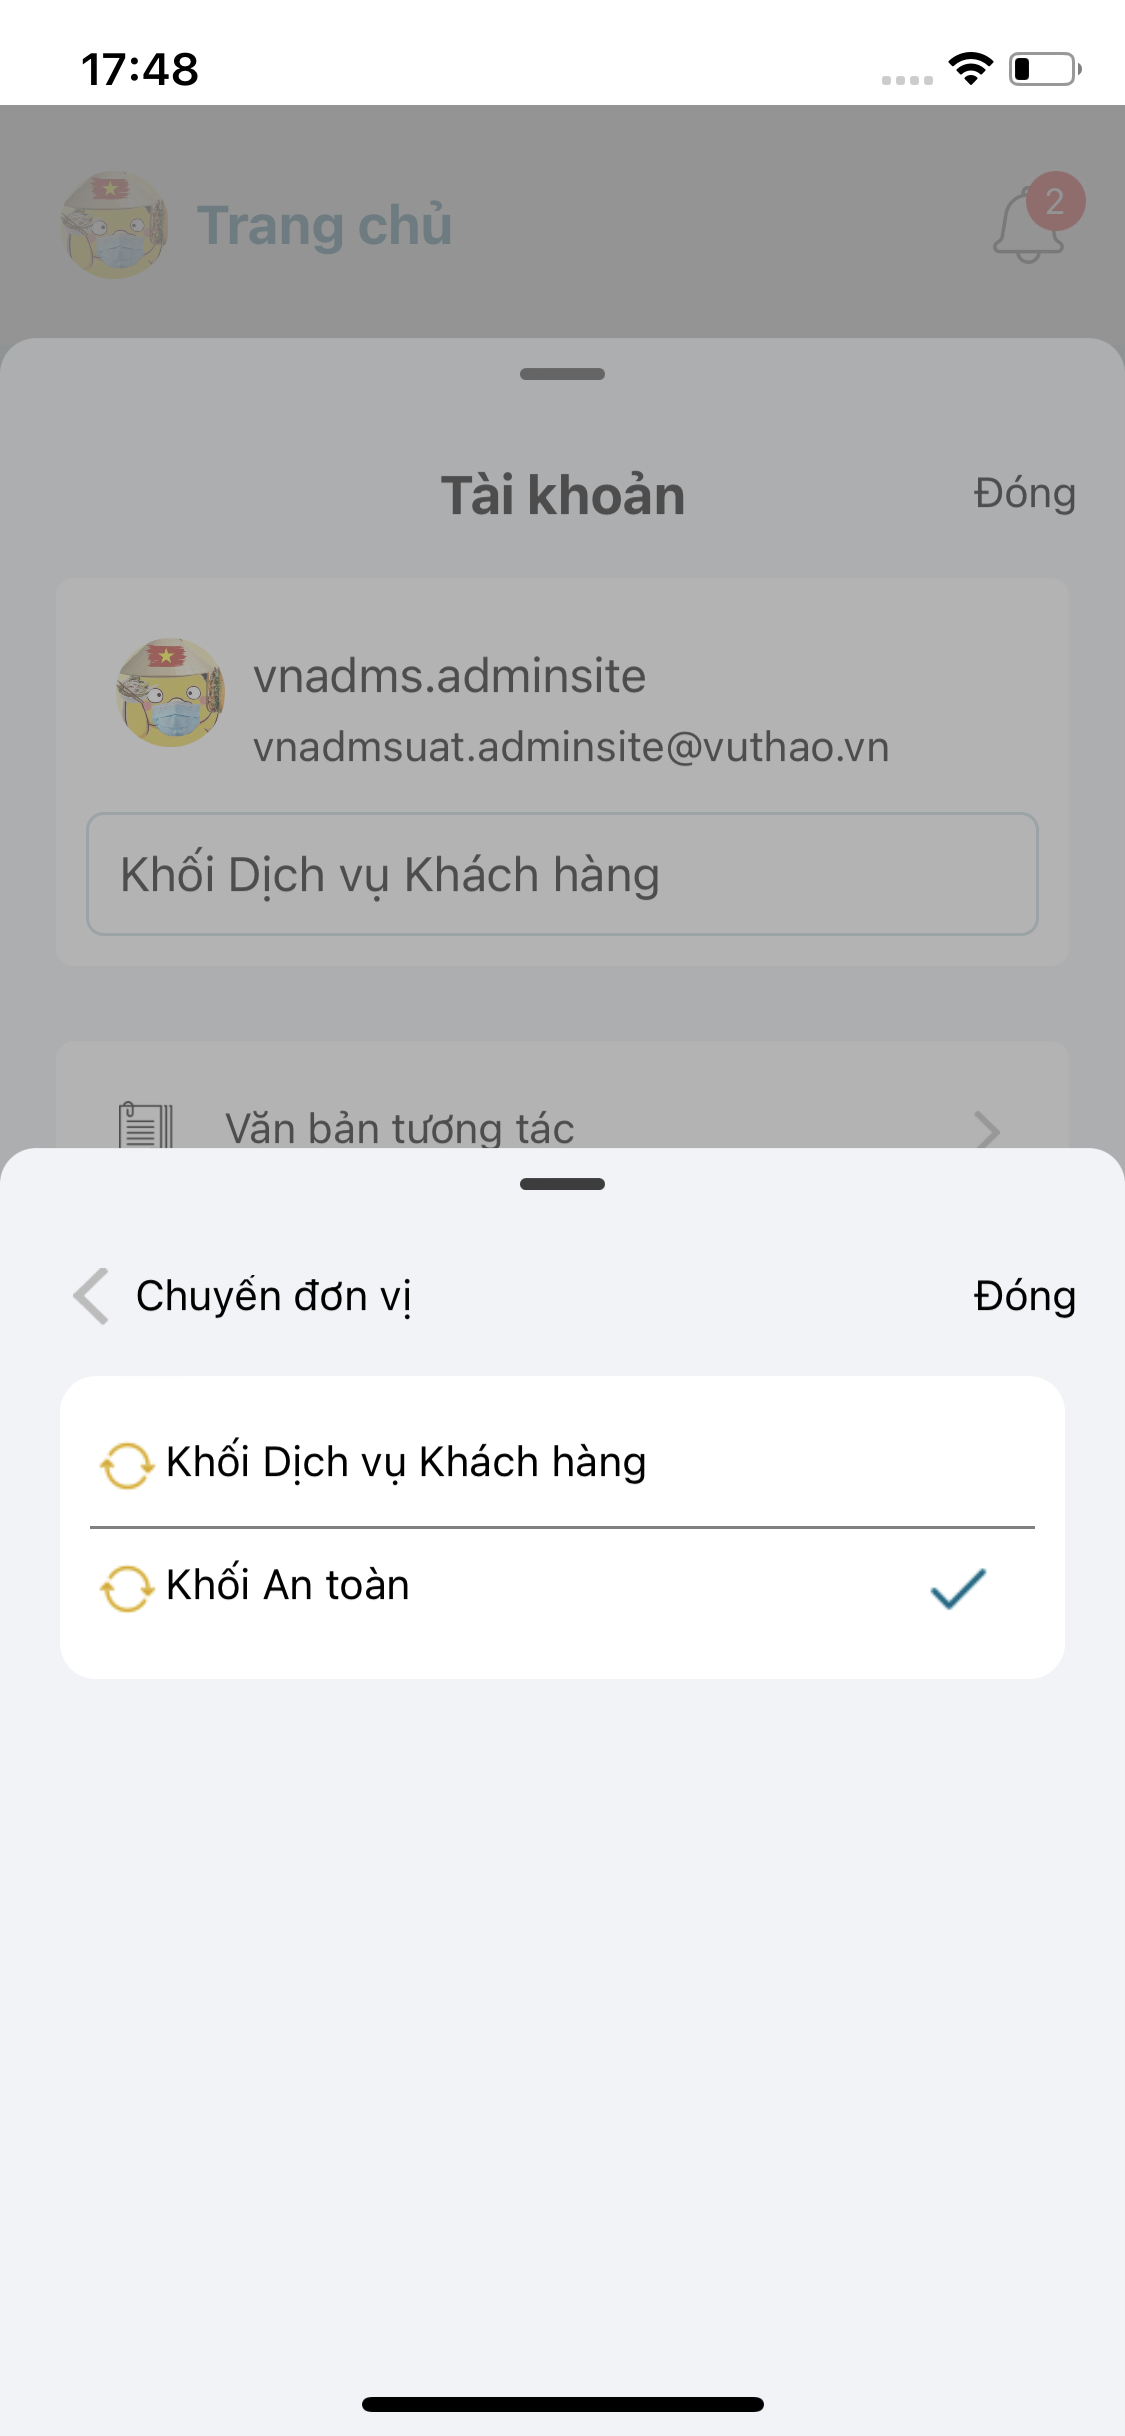 17:48
Trang chủ
2
Tài khoản
Đóng
vnadms.adminsite
vnadmsuat.adminsite@vuthao.vn
Khối Dịch vụ Khách hàng
Văn bản tương tác
Chuyến đơn vị
Đóng
Khối Dịch vụ Khách hàng
Khối An toàn